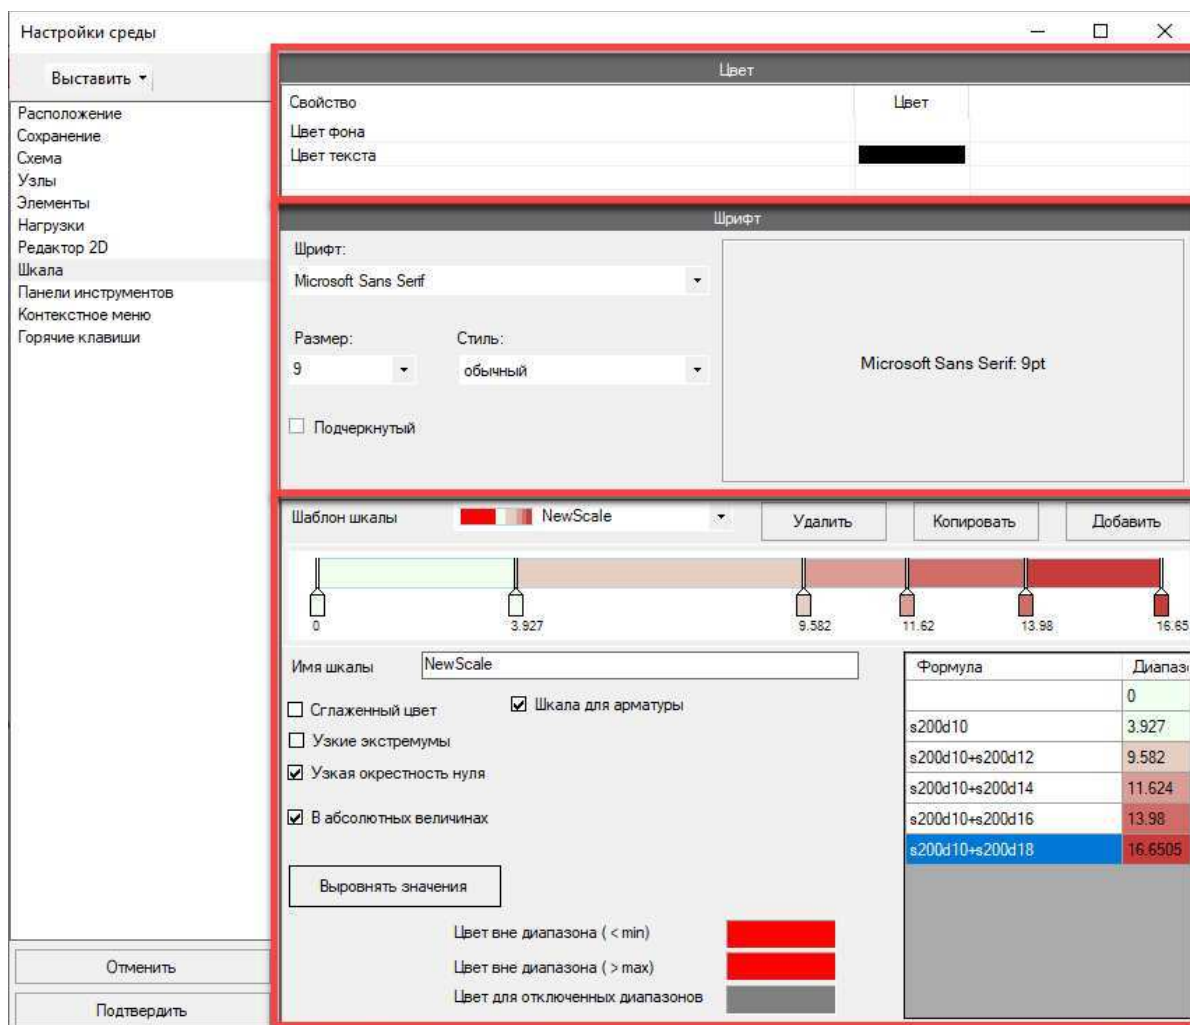 Настройки среды
Выставить
Расположение
Сохранение
Схема
Узлы
Элементы
Нагрузки
Редактор 2D
Шкала
Панели инструментов
Контекстное меню
Горячие клавиши
Отменить
Подтвердить
Цвет
Свойство Цвет
Цвет фона
Цвет текста
Шрифт
Шрифт:
Microsoft Sans Serif
Размер: Стиль:
9 обычный
Подчеркнутый
Microsoft Sans Serif: 9pt
Шаблон шкалы NewScale Удалить Копировать Добавить
0 3.927 9.582 11.62 13.98 16.65
Имя шкалы NewScale
Сглаженный цвет Шкала для арматуры
Узкие экстремумы
Узкая окрестность нуля
В абсолютных величинах
Выровнять значения
Цвет вне диапазона ( < min)
Цвет вне диапазона ( > max)
Цвет для отключенных диапазонов
Формула Диапазо
0
s200d10 3.927
s200d10+s200d12 9.582
s200d10+s200d14 11.624
s200d10+s200d16 13.98
s200d10+s200d18 16.6505